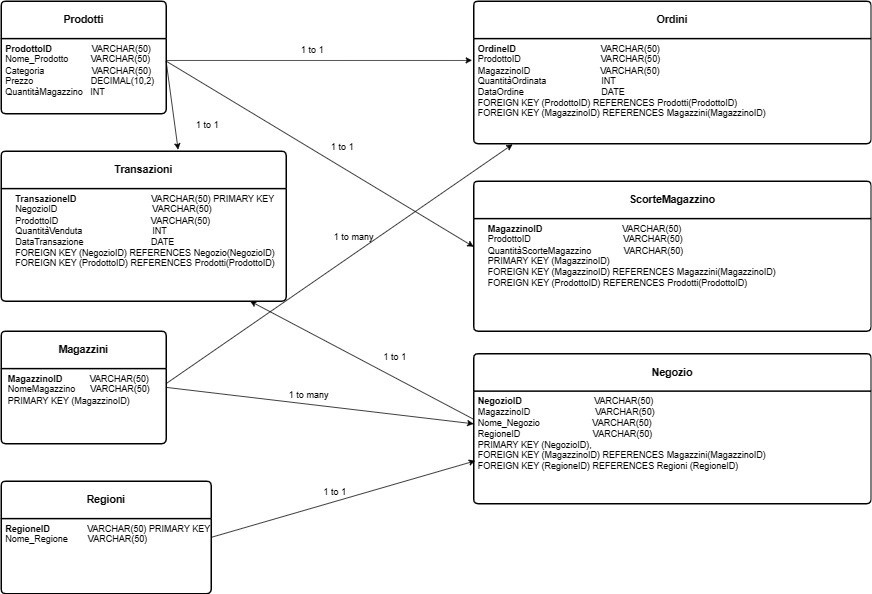 Prodotti
ProdottoID VARCHAR(50)
Nome_Prodotto VARCHAR(50)
Categoria VARCHAR(50)
Prezzo DECIMAL(10,2)
QuantitàMagazzino INT
Ordini
OrdineID VARCHAR(50)
ProdottoID VARCHAR(50)
MagazzinoID VARCHAR(50)
QuantitàOrdinata INT
DataOrdine DATE
FOREIGN KEY (ProdottoID) REFERENCES Prodotti(ProdottoID)
FOREIGN KEY (MagazzinoID) REFERENCES Magazzini(MagazzinoID)
1 to 1
1 to 1
1 to 1
Transazioni
TransazioneID VARCHAR(50) PRIMARY KEY
NegozioID VARCHAR(50)
ProdottoID VARCHAR(50)
QuantitàVenduta INT
DataTransazione DATE
FOREIGN KEY (NegozioID) REFERENCES Negozio(NegozioID)
FOREIGN KEY (ProdottoID) REFERENCES Prodotti(ProdottoID)
ScorteMagazzino
MagazzinoID VARCHAR(50)
ProdottoID VARCHAR(50)
QuantitàScorteMagazzino VARCHAR(50)
PRIMARY KEY (MagazzinoID)
FOREIGN KEY (MagazzinoID) REFERENCES Magazzini(MagazzinoID)
FOREIGN KEY (ProdottoID) REFERENCES Prodotti(ProdottoID)
1 to many
Magazzini
MagazzinoID VARCHAR(50)
NomeMagazzino VARCHAR(50)
PRIMARY KEY (MagazzinoID)
1 to 1
1 to many
Negozio
NegozioID VARCHAR(50)
MagazzinoID VARCHAR(50)
Nome_Negozio VARCHAR(50)
RegioneID VARCHAR(50)
PRIMARY KEY (NegozioID),
FOREIGN KEY (MagazzinoID) REFERENCES Magazzini(MagazzinoID)
FOREIGN KEY (RegioneID) REFERENCES Regioni (RegioneID)
1 to 1
Regioni
RegioneID VARCHAR(50) PRIMARY KEY
Nome_Regione VARCHAR(50)